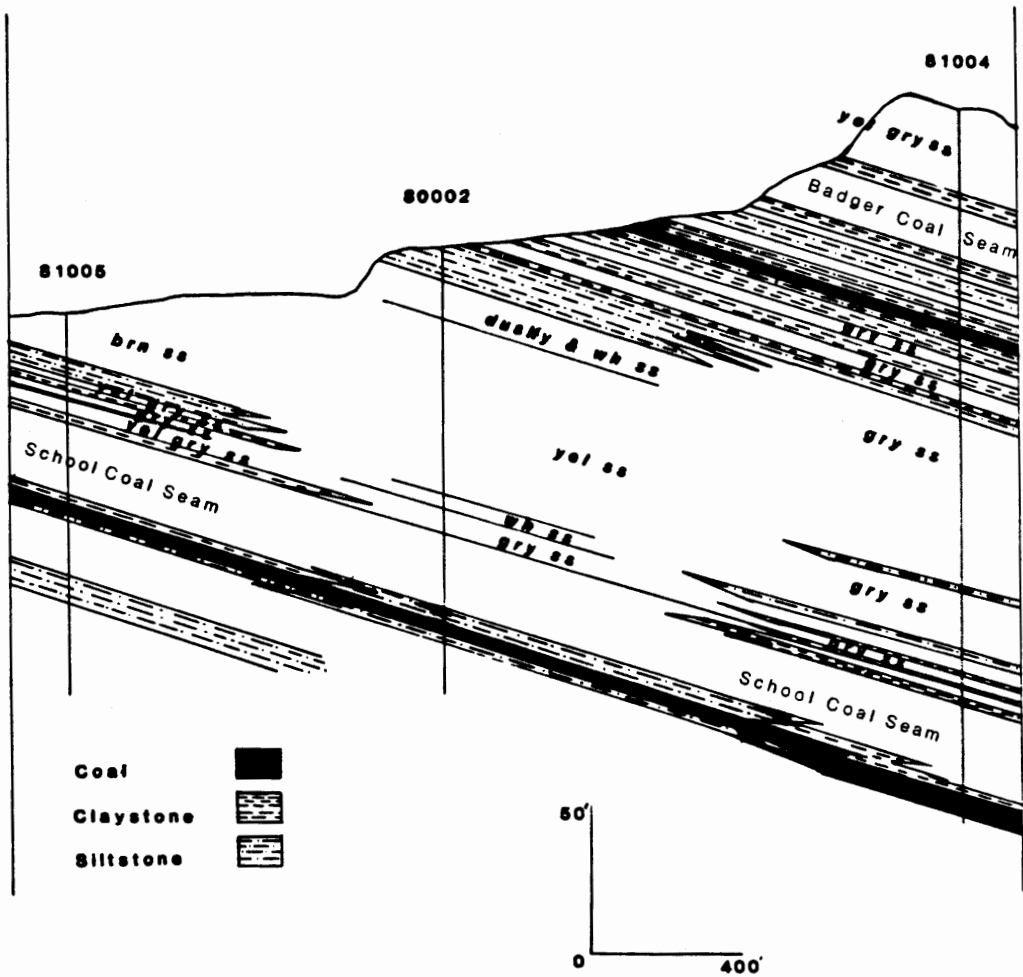 81004
yel gry ss
Badger Coal Seam
80002
81005
gry ss
gry ss
dusky & wh ss
brn ss
gry ss
yel gry ss
yel ss
School Coal Seam
wh ss
gry ss
gry ss
School Coal Seam
Coal
Claystone
Siltstone
50'
0
400'